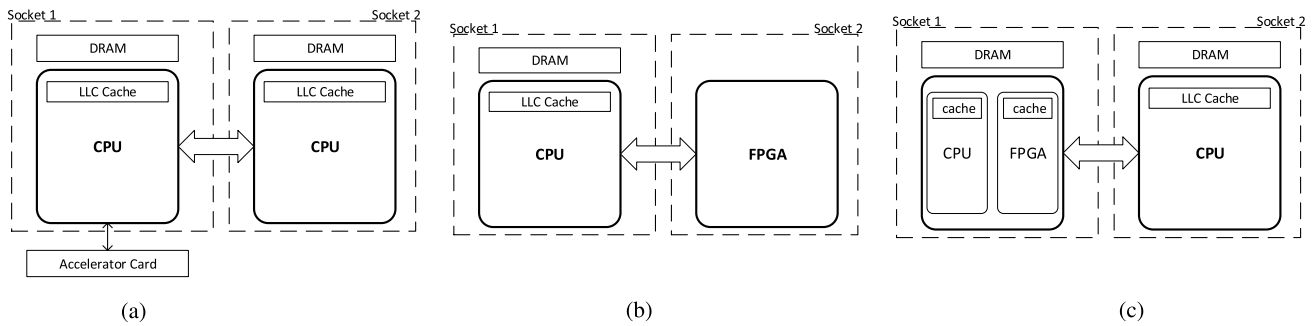 Socket 1
Socket 2
DRAM
DRAM
LLC Cache
LLC Cache
CPU
CPU
Accelerator Card
(a)
Socket 1
Socket 2
DRAM
LLC Cache
CPU
FPGA
(b)
Socket 1
Socket 2
DRAM
DRAM
cache
cache
LLC Cache
CPU
FPGA
CPU
(c)